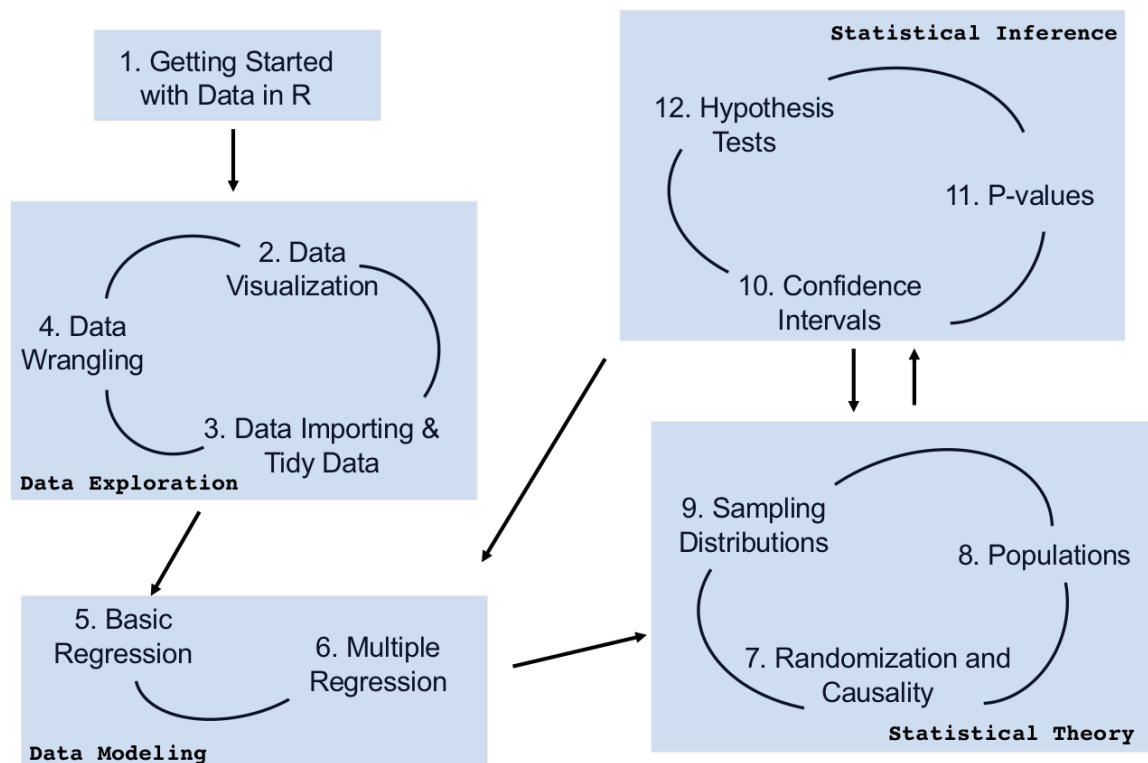 1. Getting Started
with Data in R
2. Data
Visualization
4. Data
Wrangling
3. Data Importing &
Tidy Data
Data Exploration
5. Basic
Regression
6. Multiple
Regression
Data Modeling
Statistical Inference
12. Hypothesis
Tests
11. P-values
10. Confidence
Intervals
9. Sampling
Distributions
8. Populations
7. Randomization and
Causality
Statistical Theory